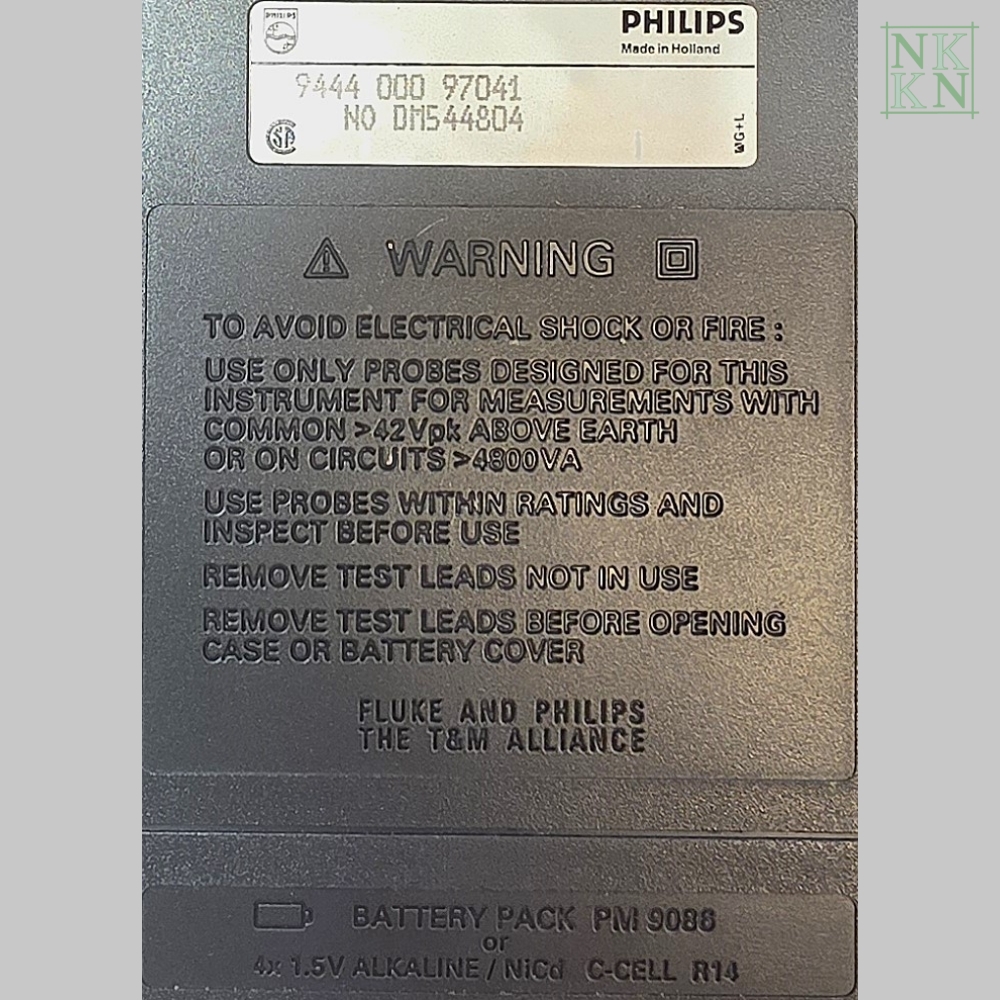 PHILIPS
PHILIPS
Made in Holland
9444 000 97041
NO DM544804
WG+L
NK
KN
WARNING
TO AVOID ELECTRICAL SHOCK OR FIRE :
USE ONLY PROBES DESIGNED FOR THIS
INSTRUMENT FOR MEASUREMENTS WITH
COMMON >42Vpk ABOVE EARTH
OR ON CIRCUITS >4800VA
USE PROBES WITHIN RATINGS AND
INSPECT BEFORE USE
REMOVE TEST LEADS NOT IN USE
REMOVE TEST LEADS BEFORE OPENING
CASE OR BATTERY COVER
FLUKE AND PHILIPS
THE T&M ALLIANCE
BATTERY PACK PM 9086
or
4x 1.5V ALKALINE / NiCd C-CELL R14